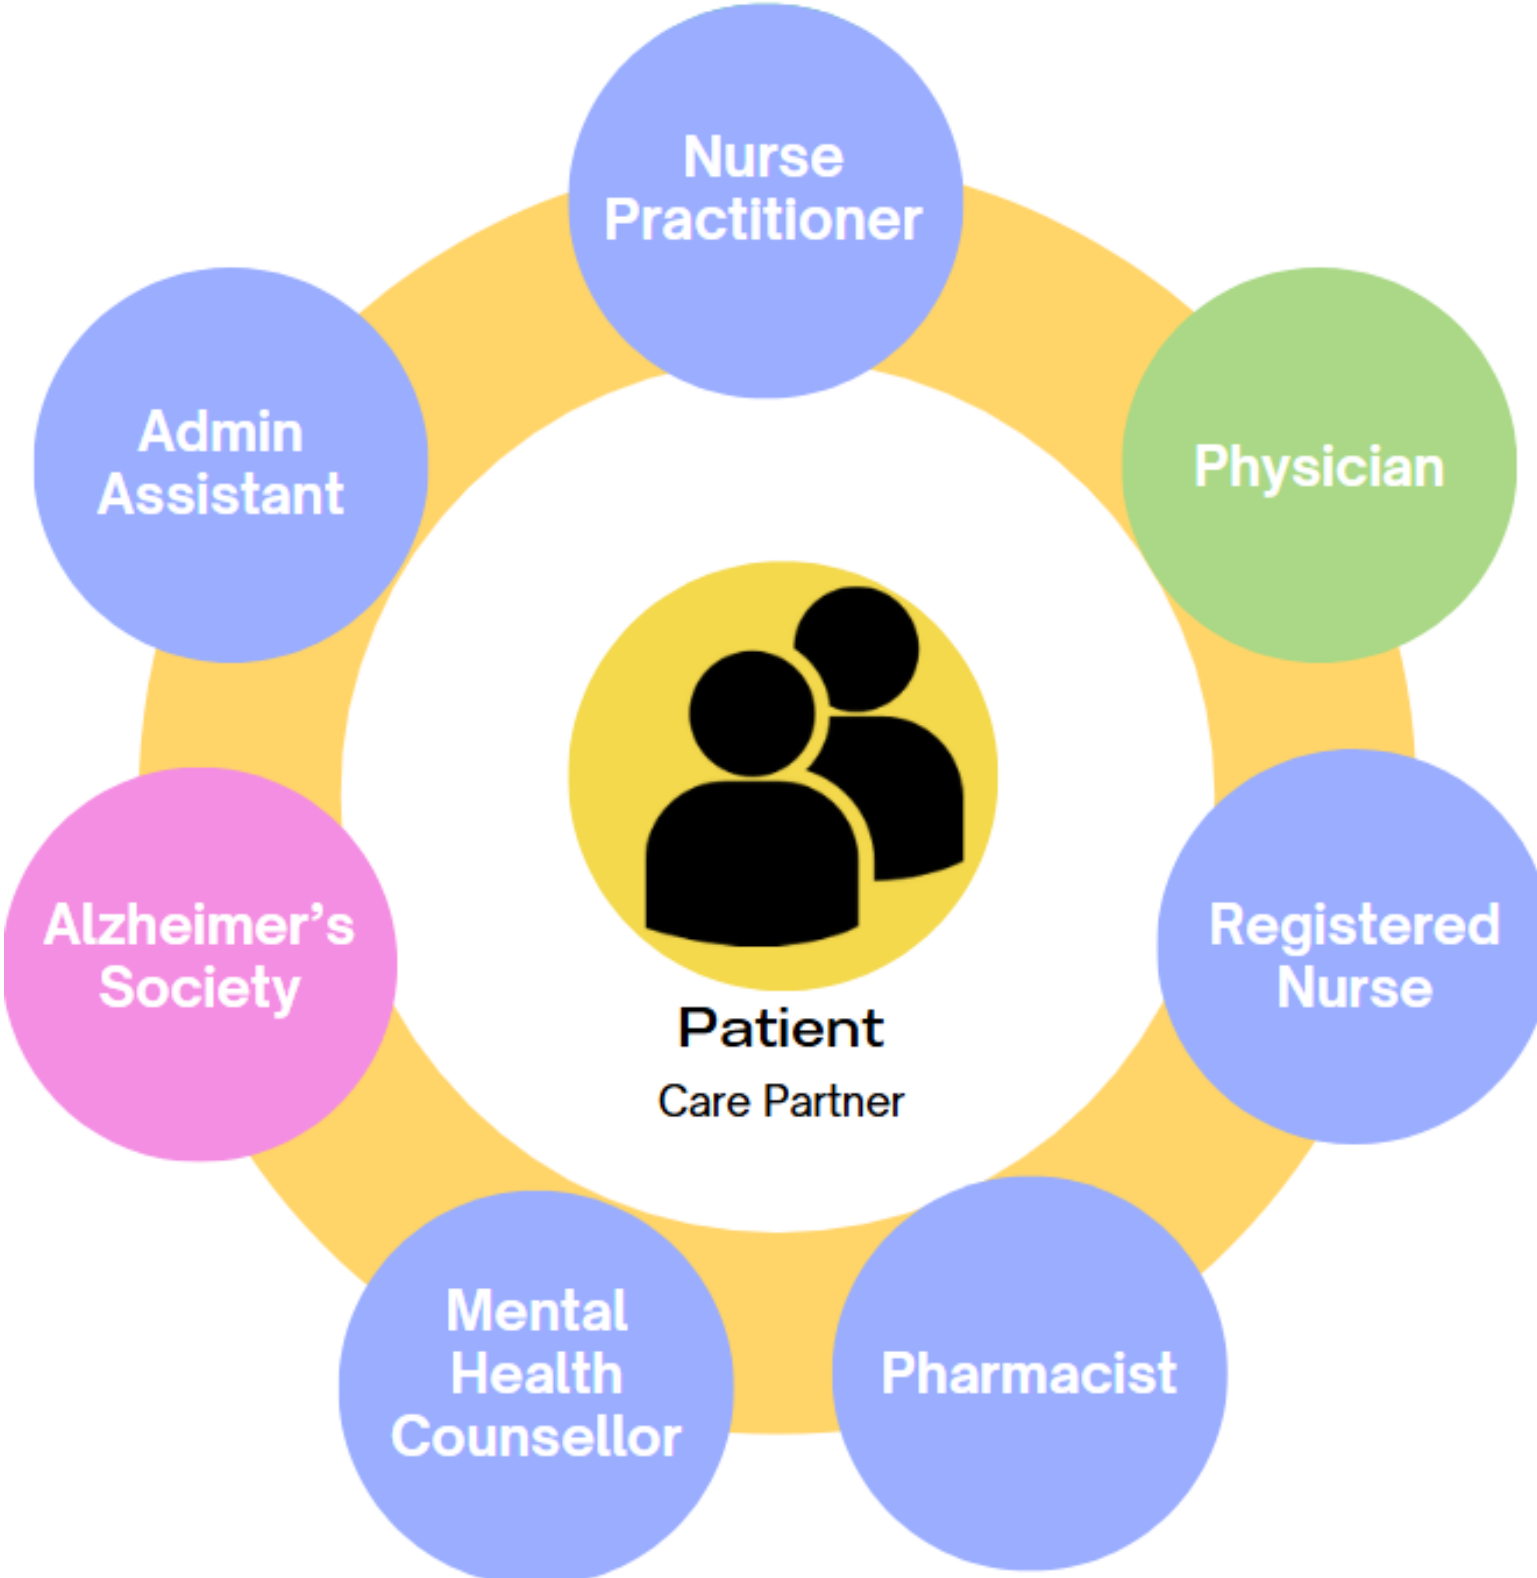 Nurse
Practitioner
Physician
Admin
Assistant
Registered
Nurse
Alzheimer’s
Society
Patient
Care Partner
Mental
Health
Counsellor
Pharmacist